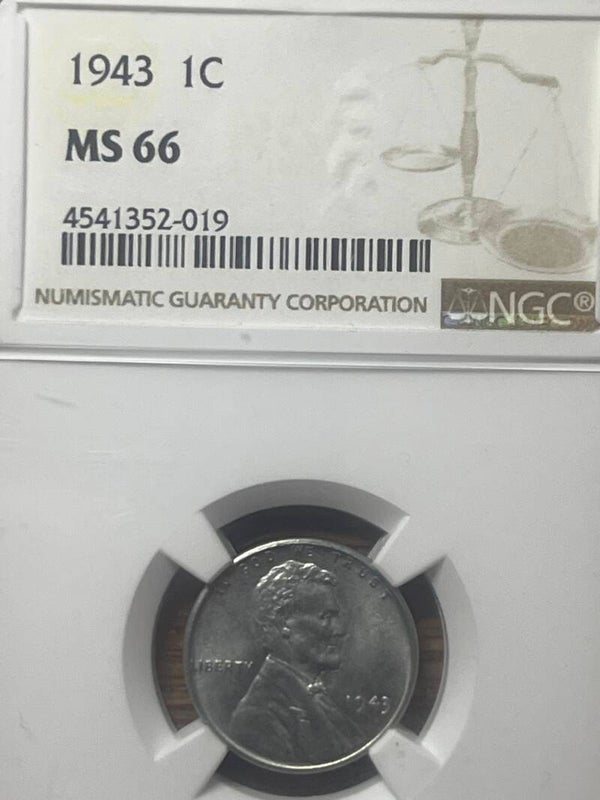 1943 1C
MS 66
4541352-019
NUMISMATIC GUARANTY CORPORATION
NGC®
IN GOD WE TRUST
LIBERTY
1943